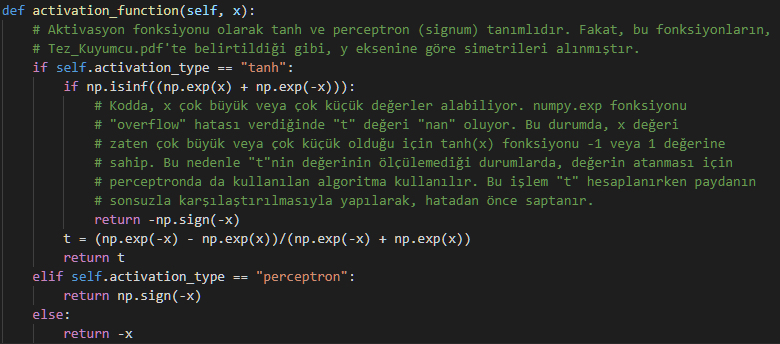 def activation_function(self, x):
# Aktivasyon fonksiyonu olarak tanh ve perceptron (signum) tanımlıdır. Fakat, bu fonksiyonların,
# Tez_Kuyumcu.pdf'te belirtildiği gibi, y eksenine göre simetrileri alınmıştır.
if self.activation_type == "tanh":
if np.isinf((np.exp(x) + np.exp(-x))):
# Kodda, x çok büyük veya çok küçük değerler alabiliyor. numpy.exp fonksiyonu
# "overflow" hatası verdiğinde "t" değeri "nan" oluyor. Bu durumda, x değeri
# zaten çok büyük veya çok küçük olduğu için tanh(x) fonksiyonu -1 veya 1 değerine
# sahip. Bu nedenle "t"nin değerinin ölçülemediği durumlarda, değerin atanması için
# perceptronda da kullanılan algoritma kullanılır. Bu işlem "t" hesaplanırken paydanın
# sonsuzla karşılaştırılmasıyla yapılarak, hatadan önce saptanır.
return -np.sign(-x)
t = (np.exp(-x) - np.exp(x))/(np.exp(-x) + np.exp(x))
return t
elif self.activation_type == "perceptron":
return np.sign(-x)
else:
return -x